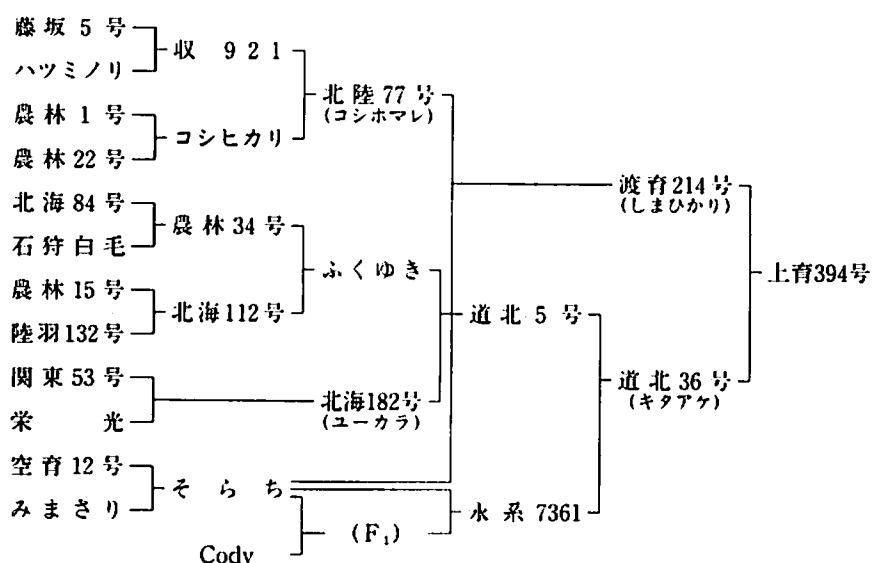 藤坂5号
収921
ハツミノリ
北陸77号
(コシホマレ)
農林1号
コシヒカリ
農林22号
渡育214号
(しまひかり)
北海84号
農林34号
石狩白毛
ふくゆき
上育394号
農林15号
北海112号
道北5号
陸羽132号
関東53号
道北36号
(キタアケ)
北海182号
(ユーカラ)
栄光
空育12号
そらち
みまさり
水系7361
(F₁)
Cody